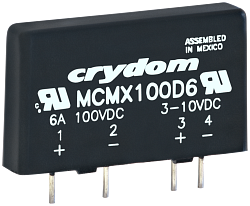 ASSEMBLED
IN MEXICO
crydom
MCMX100D6
6A 100VDC 3-10VDC
1 2 3 4
+ - + -